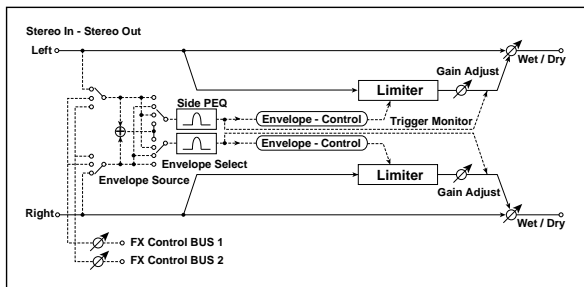 Stereo In - Stereo Out
Left
Wet / Dry
Gain Adjust
Side PEQ
Limiter
Envelope - Control
Trigger Monitor
Envelope - Control
Envelope Select
Envelope Source
Limiter
Gain Adjust
Right
Wet / Dry
FX Control BUS 1
FX Control BUS 2